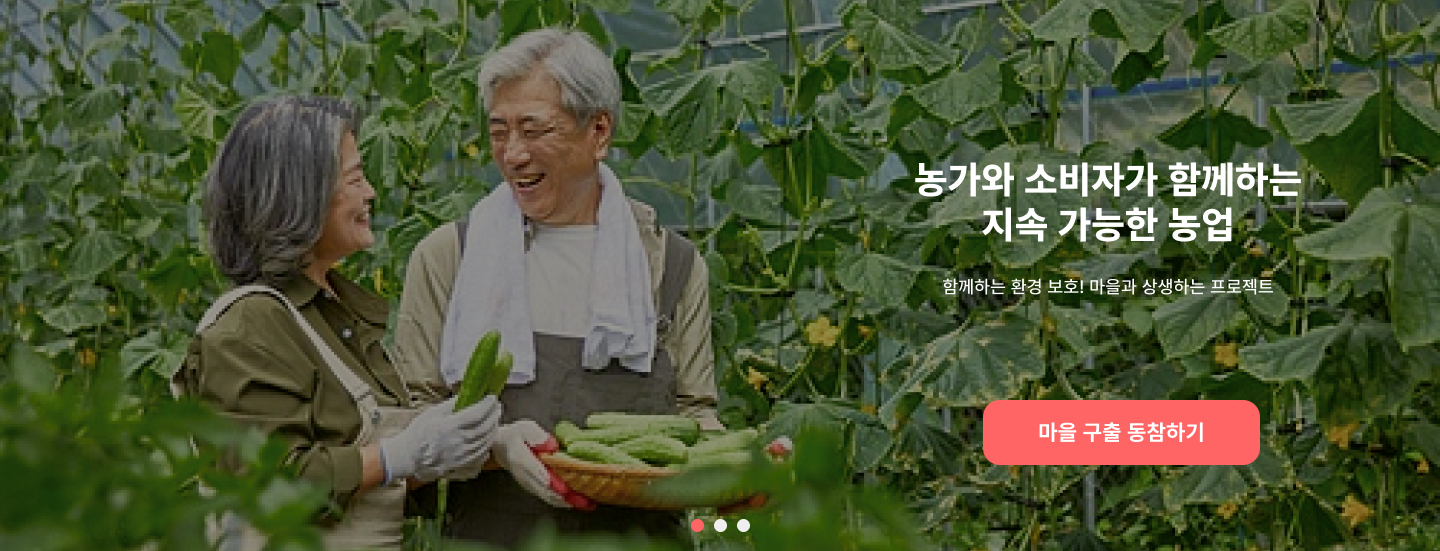 농가와 소비자가 함께하는
지속 가능한 농업
함께하는 환경 보호! 마을과 상생하는 프로젝트
마을 구출 동참하기